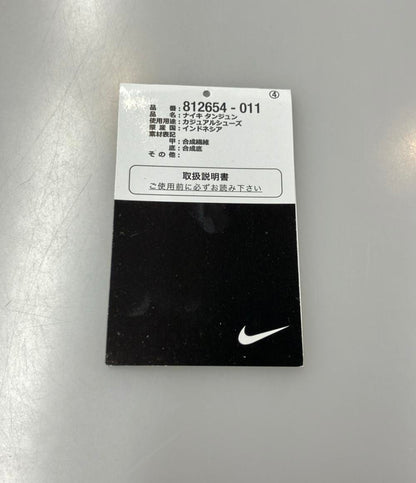 ④
品番:812654-011
品名:ナイキ タンジュン
使用用途:カジュアルシューズ
原産国:インドネシア
素材表記
甲:合成繊維
底:合成底
その他:
取扱説明書
ご使用前に必ずお読み下さい